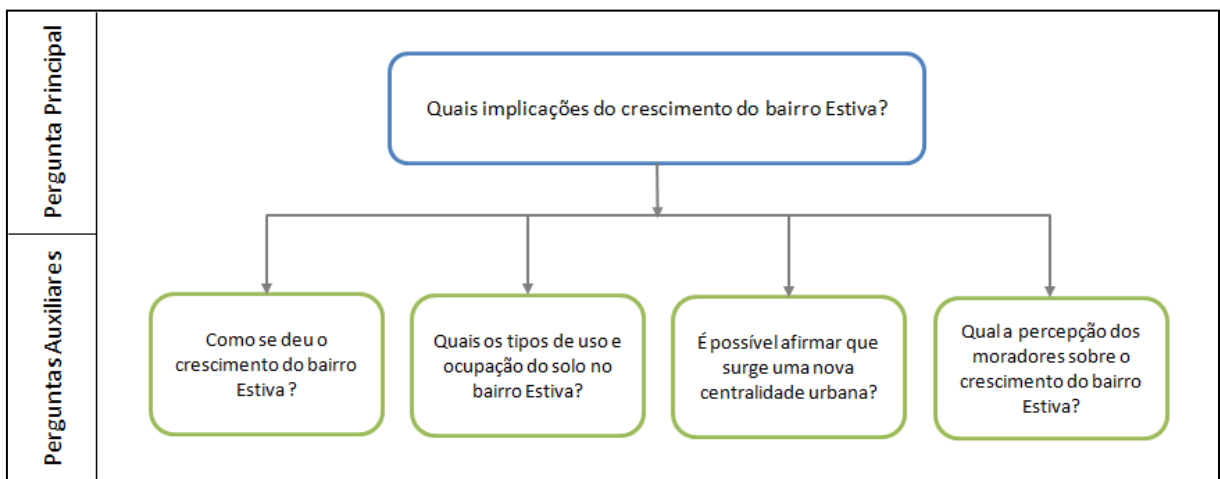 Pergunta Principal
Quais implicações do crescimento do bairro Estiva?
Perguntas Auxiliares
Como se deu o
crescimento do bairro
Estiva ?
Quais os tipos de uso e
ocupação do solo no
bairro Estiva?
É possível afirmar que
surge uma nova
centralidade urbana?
Qual a percepção dos
moradores sobre o
crescimento do bairro
Estiva?